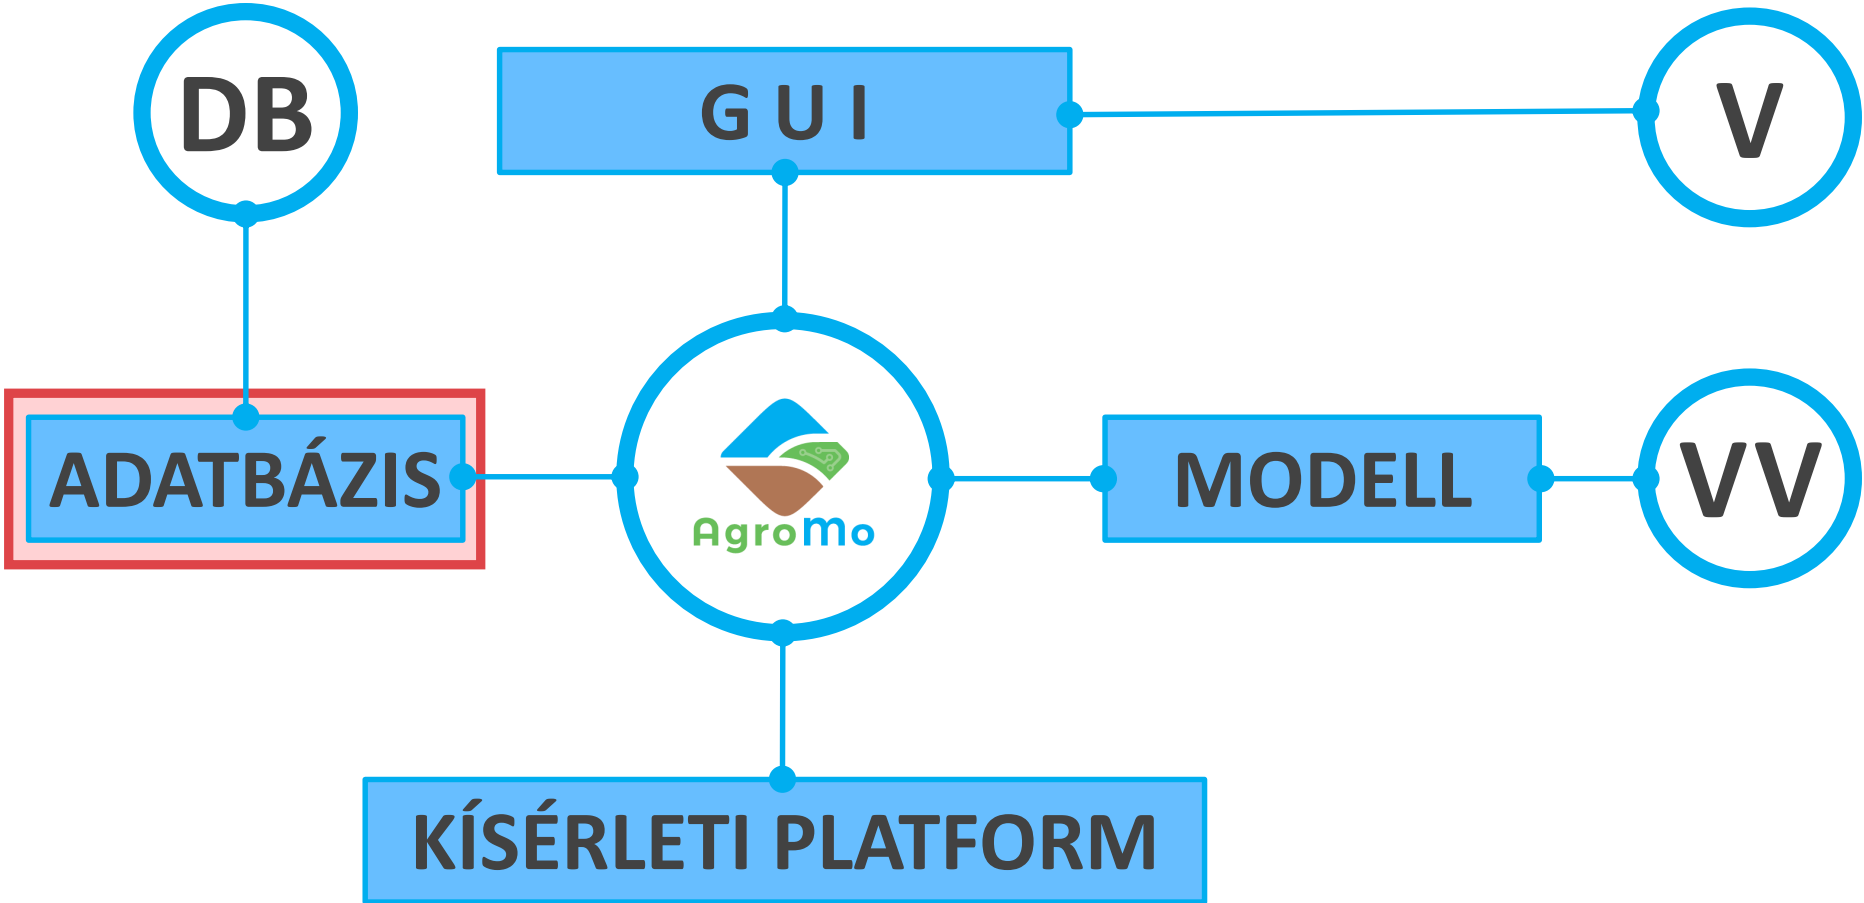 DB
G U I
V
ADATBÁZIS
AgroMo
MODELL
VV
KÍSÉRLETI PLATFORM